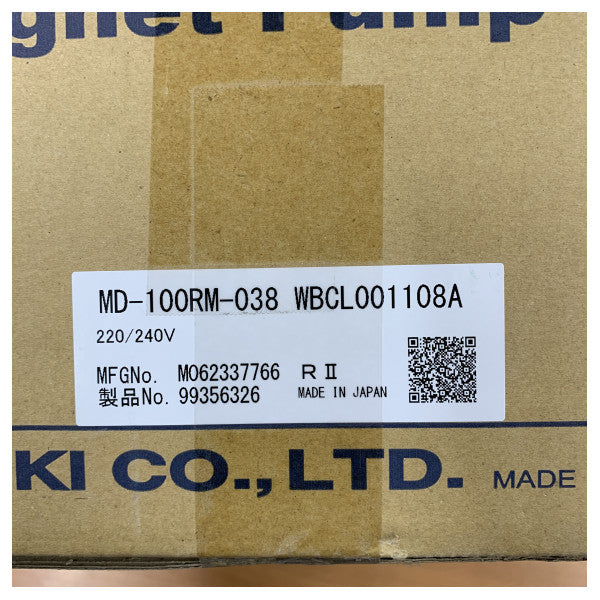 gnet Pump
MD-100RM-038 WBCL001108A
220/240V
MFGNo. M062337766 RⅡ
製品No. 99356326 MADE IN JAPAN
KI CO., LTD. MADE